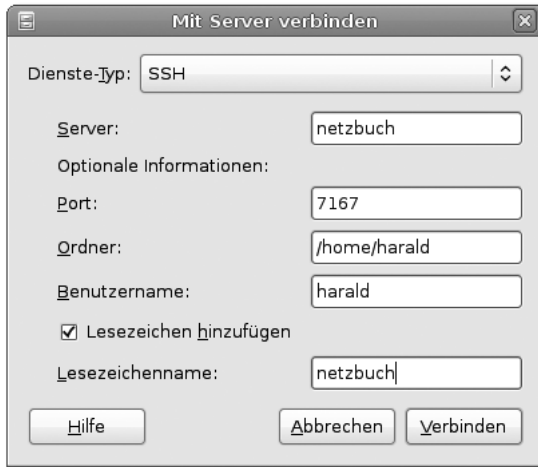 Mit Server verbinden
Dienste-Typ: SSH
Server: netzbuch
Optionale Informationen:
Port: 7167
Ordner: /home/harald
Benutzername: harald
Lesezeichen hinzufügen
Lesezeichenname: netzbuch
Hilfe Abbrechen Verbinden